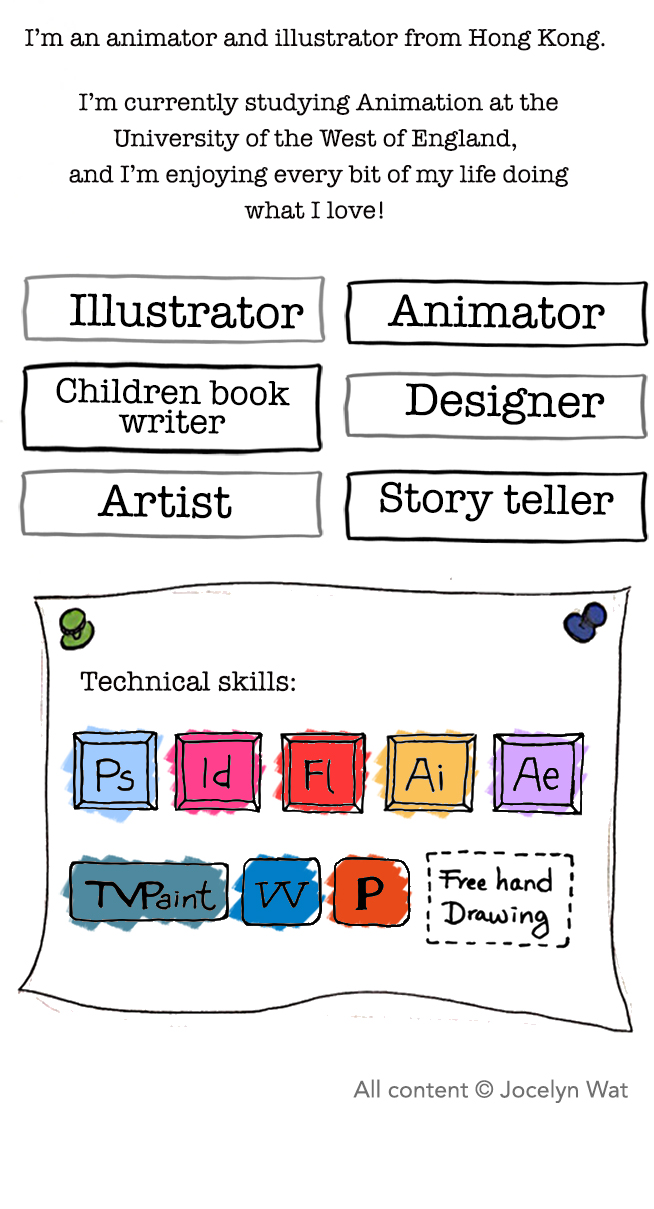 I'm an animator and illustrator from Hong Kong.
I'm currently studying Animation at the
University of the West of England,
and I'm enjoying every bit of my life doing
what I love!
Illustrator
Animator
Children book
writer
Designer
Artist
Story teller
Technical skills:
Ps
Id
Fl
Ai
Ae
TVPaint
W
P
Free hand
Drawing
All content © Jocelyn Wat